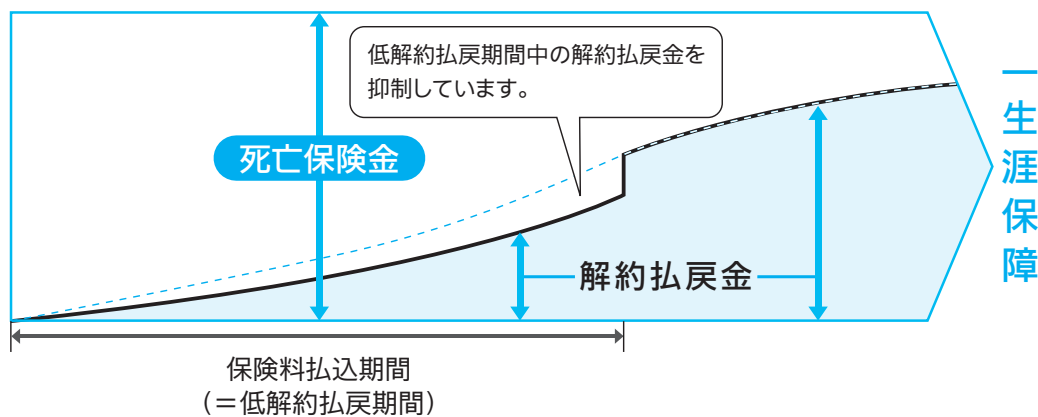 低解約払戻期間中の解約払戻金を
抑制しています。
死亡保険金
一生涯保障
解約払戻金
保険料払込期間
（＝低解約払戻期間）